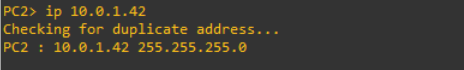 PC2> ip 10.0.1.42
Checking for duplicate address...
PC2 : 10.0.1.42 255.255.255.0